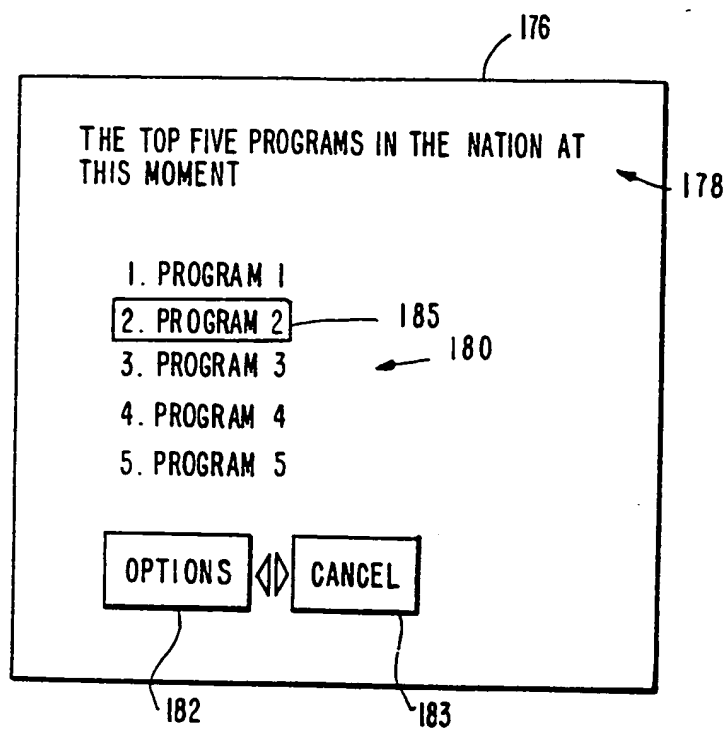 176
THE TOP FIVE PROGRAMS IN THE NATION AT
THIS MOMENT
178
1. PROGRAM 1
2. PROGRAM 2
185
3. PROGRAM 3
180
4. PROGRAM 4
5. PROGRAM 5
OPTIONS CANCEL
182
183